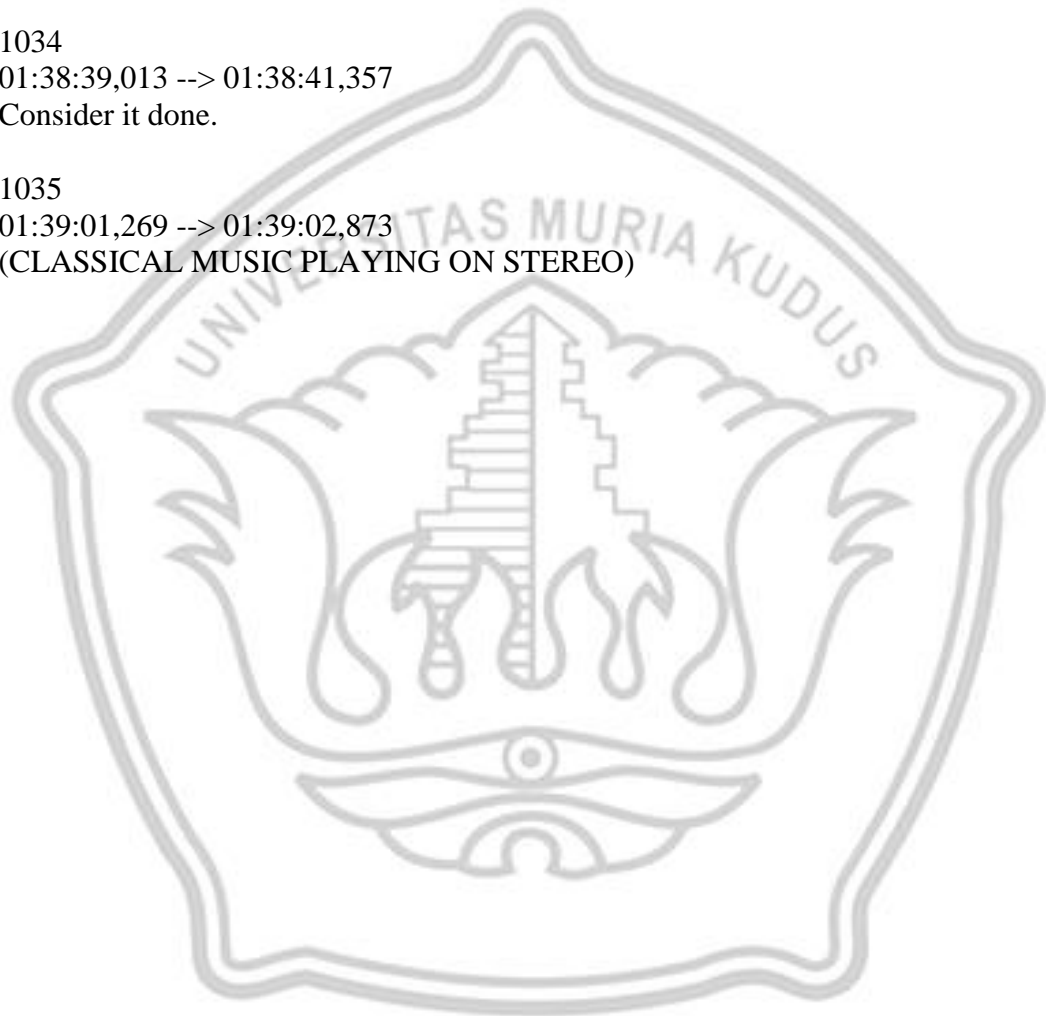 1034
01:38:39,013 --> 01:38:41,357
Consider it done.
1035
01:39:01,269 --> 01:39:02,873
(CLASSICAL MUSIC PLAYING ON STEREO)
UNIVERSITAS MURIA KUDUS